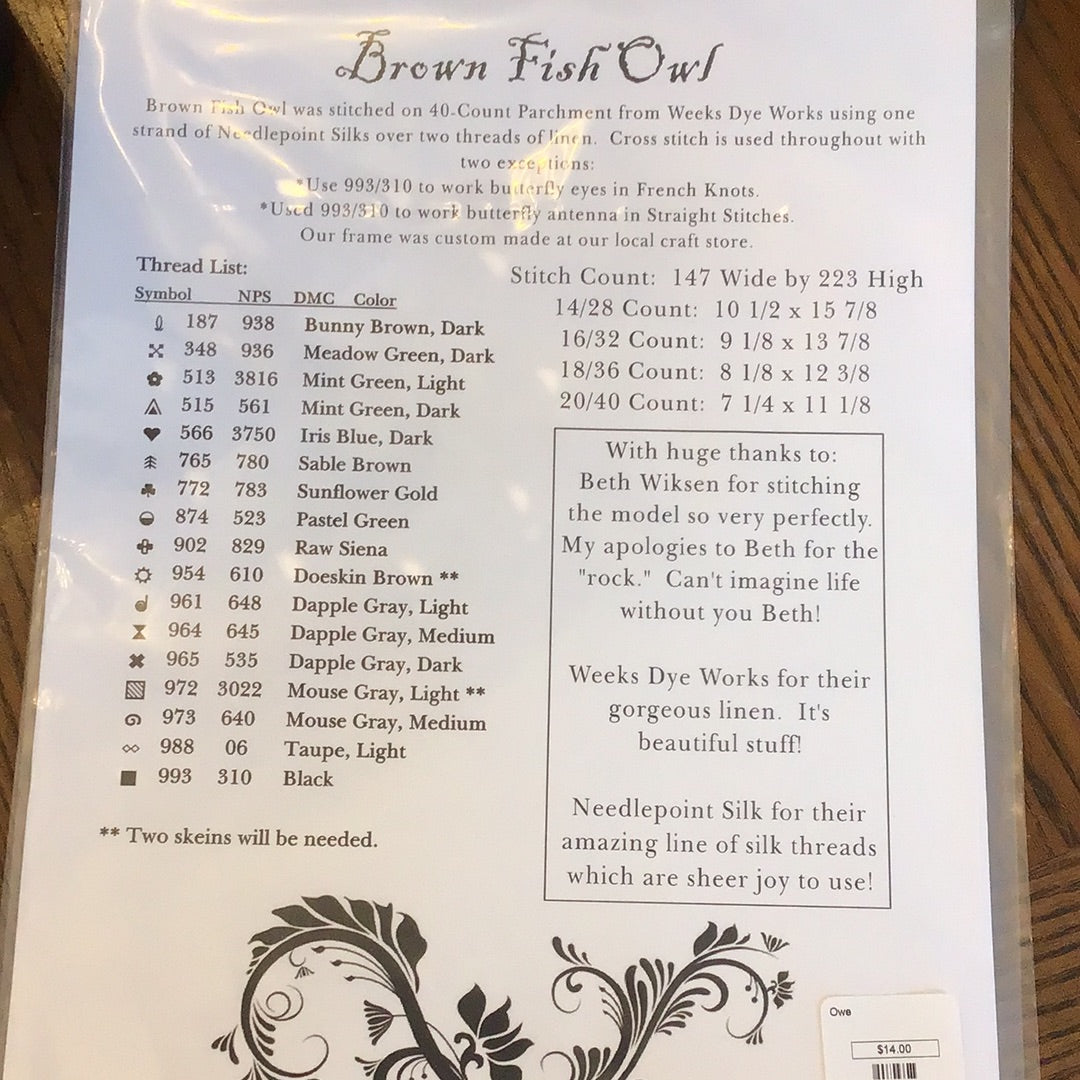 Brown Fish Owl
Brown Fish Owl was stitched on 40-Count Parchment from Weeks Dye Works using one
strand of Needlepoint Silks over two threads of linen. Cross stitch is used throughout with
two exceptions:
*Use 993/310 to work butterfly eyes in French Knots.
*Used 993/310 to work butterfly antenna in Straight Stitches.
Our frame was custom made at our local craft store.
Thread List:
Symbol NPS DMC Color
187 938 Bunny Brown, Dark
348 936 Meadow Green, Dark
513 3816 Mint Green, Light
515 561 Mint Green, Dark
566 3750 Iris Blue, Dark
765 780 Sable Brown
772 783 Sunflower Gold
874 523 Pastel Green
902 829 Raw Siena
954 610 Doeskin Brown **
961 648 Dapple Gray, Light
964 645 Dapple Gray, Medium
965 535 Dapple Gray, Dark
972 3022 Mouse Gray, Light **
973 640 Mouse Gray, Medium
988 06 Taupe, Light
993 310 Black
** Two skeins will be needed.
Stitch Count: 147 Wide by 223 High
14/28 Count: 10 1/2 x 15 7/8
16/32 Count: 9 1/8 x 13 7/8
18/36 Count: 8 1/8 x 12 3/8
20/40 Count: 7 1/4 x 11 1/8
With huge thanks to:
Beth Wiksen for stitching
the model so very perfectly.
My apologies to Beth for the
"rock." Can't imagine life
without you Beth!
Weeks Dye Works for their
gorgeous linen. It's
beautiful stuff!
Needlepoint Silk for their
amazing line of silk threads
which are sheer joy to use!
Owe
$14.00